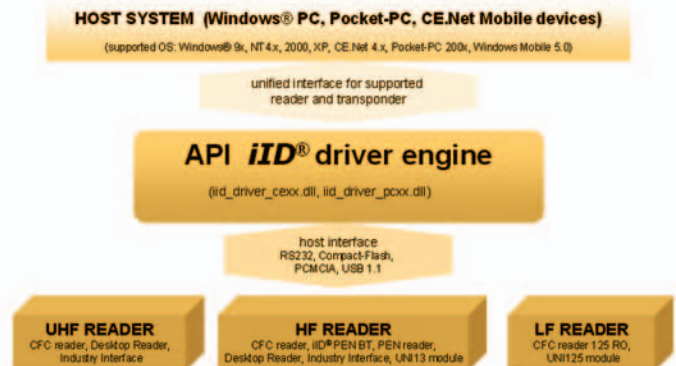 HOST SYSTEM (Windows® PC, Pocket-PC, CE.Net Mobile devices)
(supported OS: Windows® 9x, NT4.x, 2000, XP, CE.Net 4.x, Pocket-PC 200x, Windows Mobile 5.0)
unified interface for supported
reader and transponder
API iID® driver engine
(iid_driver_cexx.dll, iid_driver_pcxx.dll)
host interface
RS232, Compact-Flash,
PCMCIA, USB 1.1
UHF READER
CFC reader, Desktop Reader,
Industry Interface
HF READER
CFC reader, iID® PEN BT, PEN reader,
Desktop Reader, Industry Interface, UNI13 module
LF READER
CFC reader 125 RO,
UNI125 module